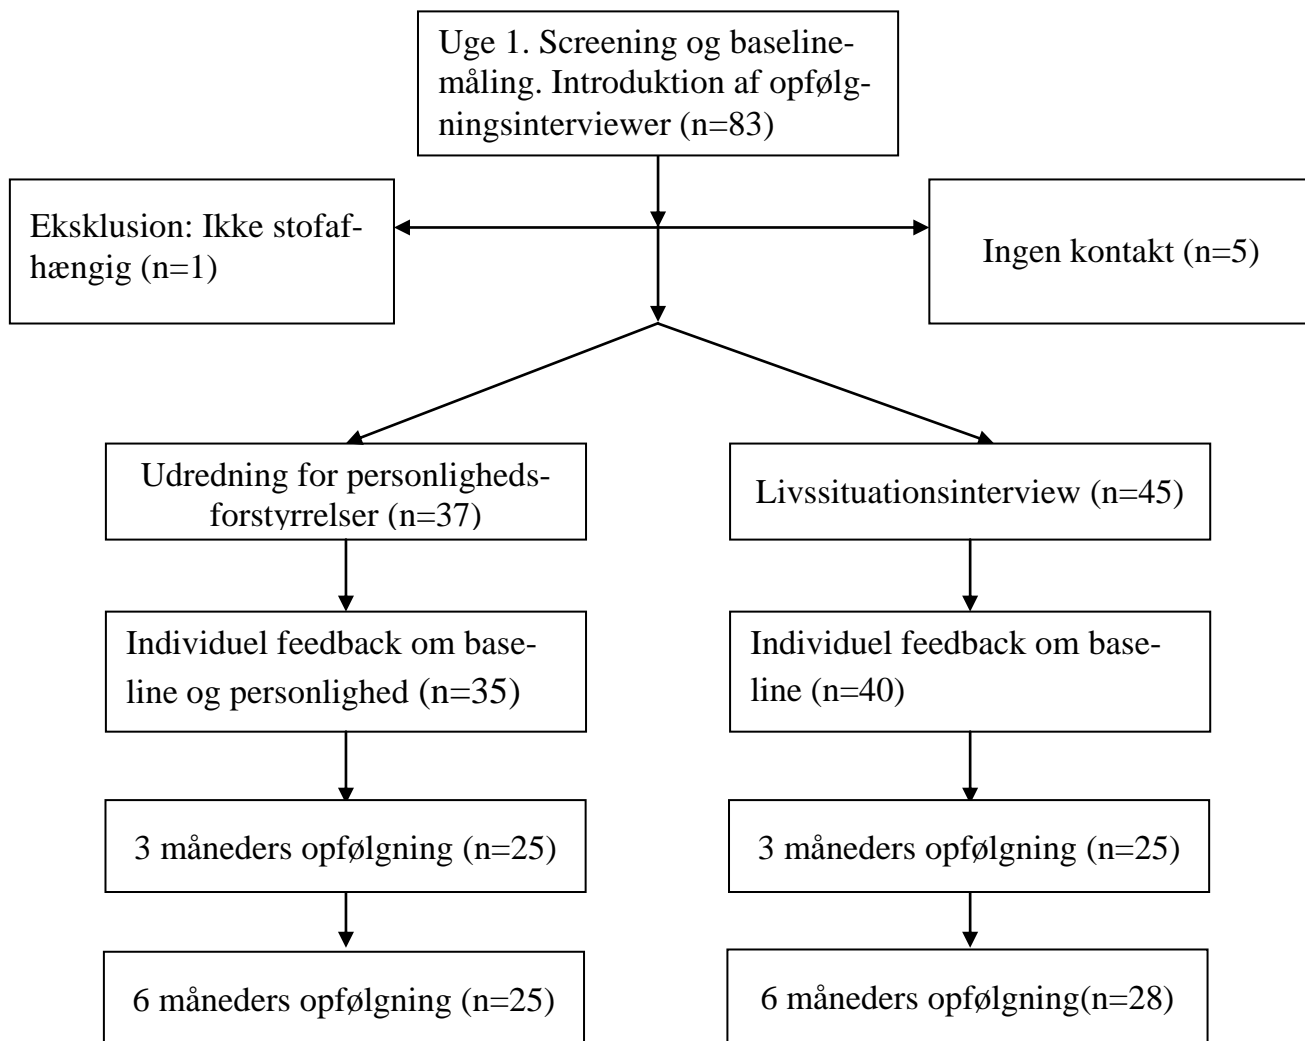 Uge 1. Screening og baseline-
måling. Introduktion af opfølg-
ningsinterviewer (n=83)
Eksklusion: Ikke stofaf-
hængig (n=1)
Ingen kontakt (n=5)
Udredning for personligheds-
forstyrrelser (n=37)
Livssituationsinterview (n=45)
Individuel feedback om base-
line og personlighed (n=35)
Individuel feedback om base-
line (n=40)
3 måneders opfølgning (n=25)
3 måneders opfølgning (n=25)
6 måneders opfølgning (n=25)
6 måneders opfølgning(n=28)